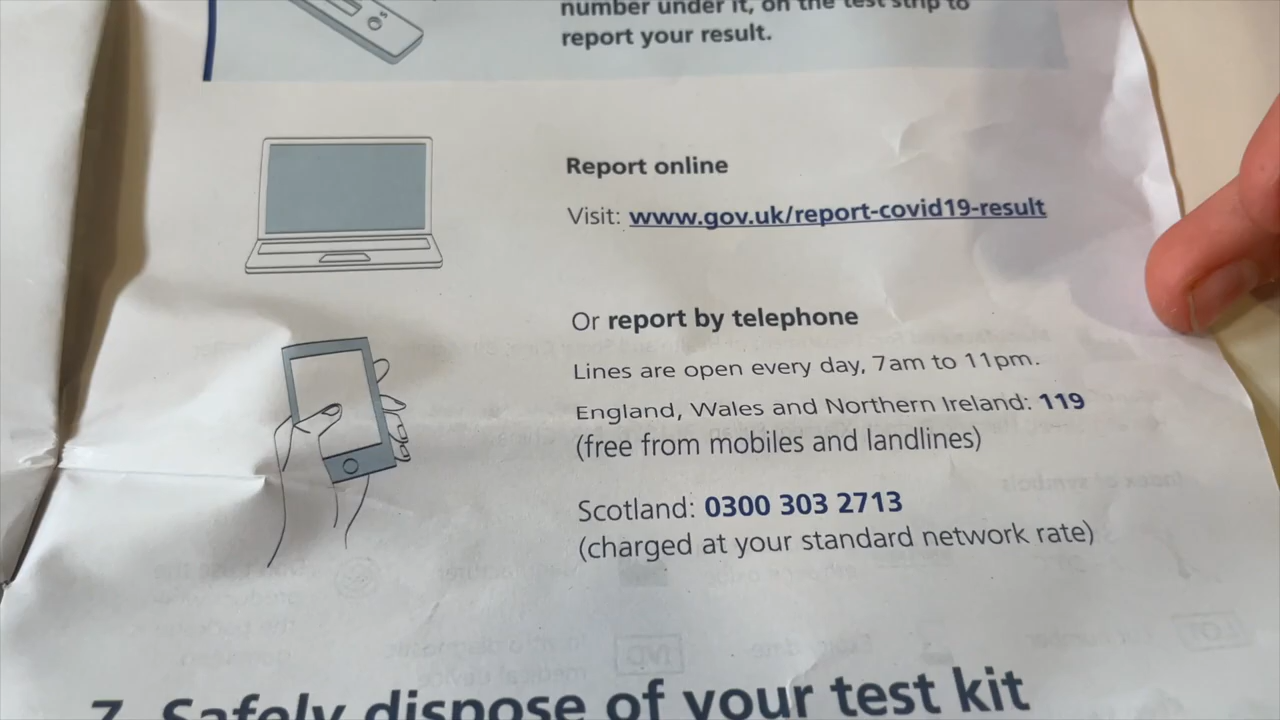 number under it, on the test strip to
report your result.
Report online
Visit: www.gov.uk/report-covid19-result
Or report by telephone
Lines are open every day, 7am to 11pm.
England, Wales and Northern Ireland: 119
(free from mobiles and landlines)
Scotland: 0300 303 2713
(charged at your standard network rate)
7. Safely dispose of your test kit